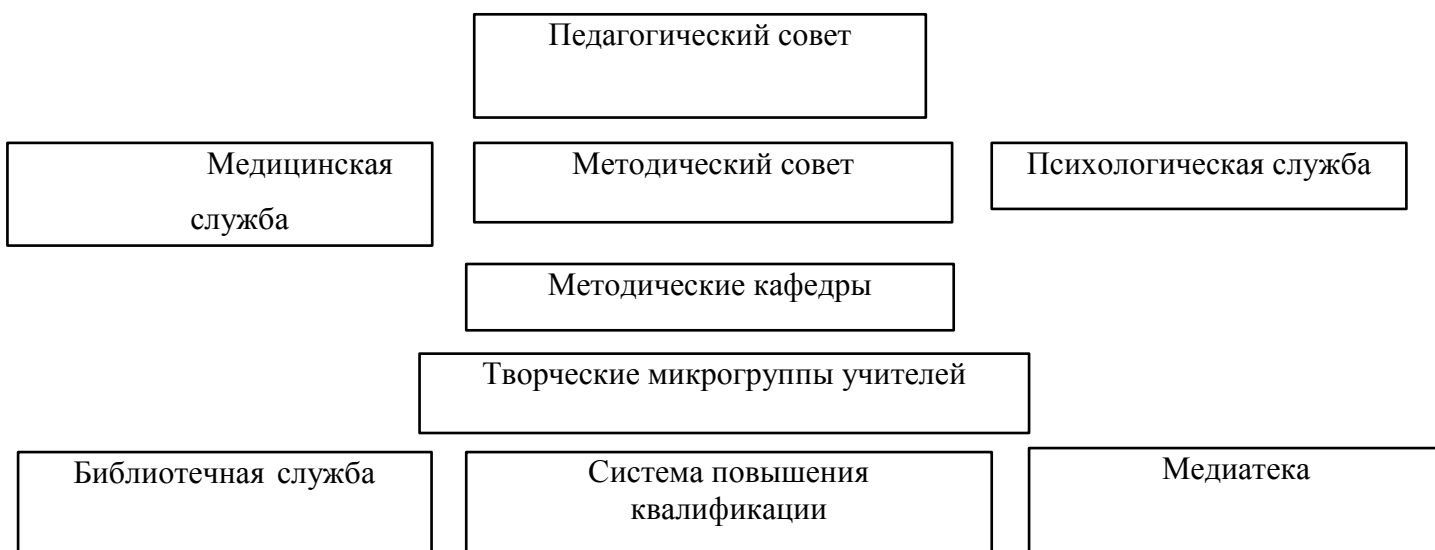 Педагогический совет
Медицинская
служба
Методический совет
Психологическая служба
Методические кафедры
Творческие микрогруппы учителей
Библиотечная служба
Система повышения
квалификации
Медиатека